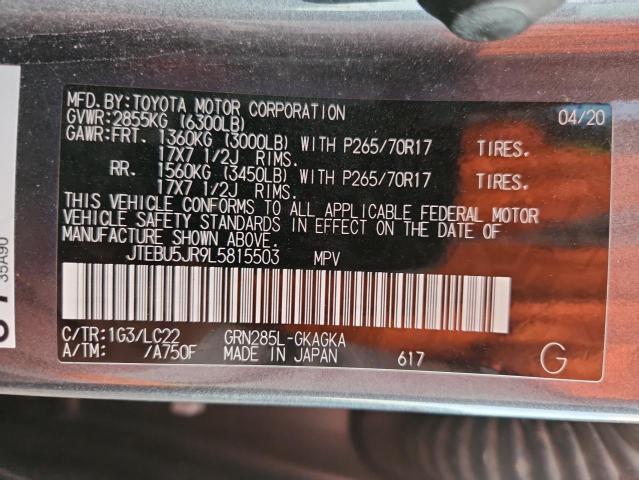 MFD.BY:TOYOTA MOTOR CORPORATION 04/20
GVWR:2855KG (6300LB)
GAWR:FRT. 1360KG (3000LB) WITH P265/70R17 TIRES.
17X7 1/2J RIMS.
RR. 1560KG (3450LB) WITH P265/70R17 TIRES.
17X7 1/2J RIMS.
THIS VEHICLE CONFORMS TO ALL APPLICABLE FEDERAL MOTOR
VEHICLE SAFETY STANDARDS IN EFFECT ON THE DATE OF
MANUFACTURE SHOWN ABOVE.
JTEBU5JR9L5815503 MPV
C/TR:1G3/LC22 GRN285L-GKAGKA
A/TM: /A750F MADE IN JAPAN 617 G
35A90